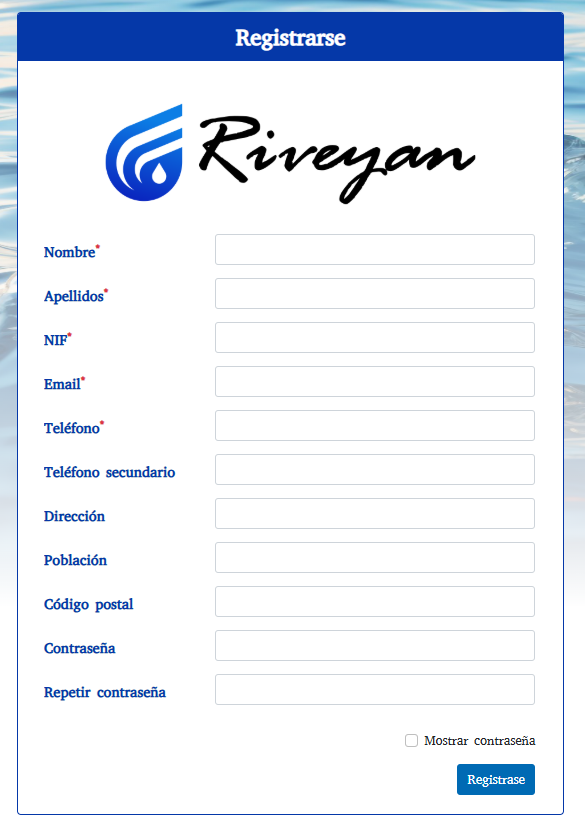 Registrarse
Riveyan
Nombre*
Apellidos*
NIF*
Email*
Teléfono*
Teléfono secundario
Dirección
Población
Código postal
Contraseña
Repetir contraseña
Mostrar contraseña
Registrase